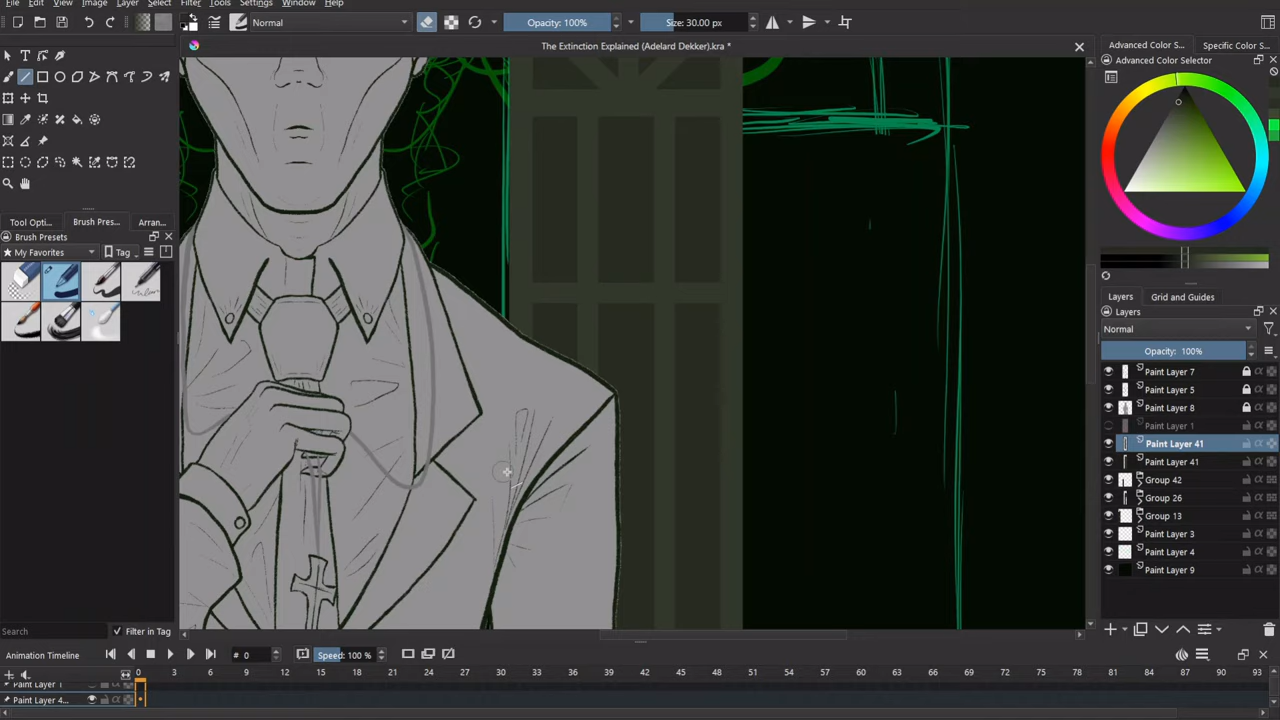 File Edit View Image Layer Select Filter Tools Settings Window Help
Normal
Opacity: 100%
Size: 30.00 px
The Extinction Explained (Adelard Dekker).kra *
Advanced Color S...
Specific Color S...
Advanced Color Selector
Tool Opti...
Brush Pres...
Arran...
Brush Presets
★ My Favorites
Tag
Search
Filter in Tag
Layers
Grid and Guides
Layers
Normal
Opacity: 100%
Paint Layer 7
Paint Layer 5
Paint Layer 8
Paint Layer 1
Paint Layer 41
Paint Layer 41
Group 42
Group 26
Group 13
Paint Layer 3
Paint Layer 4
Paint Layer 9
Animation Timeline
# 0
Speed: 100 %
0 3 6 9 12 15 18 21 24 27 30 33 36 39 42 45 48 51 54 57 60 63 66 69 72 75 78 81 84 87 90 93
Paint Layer 1
Paint Layer 4...